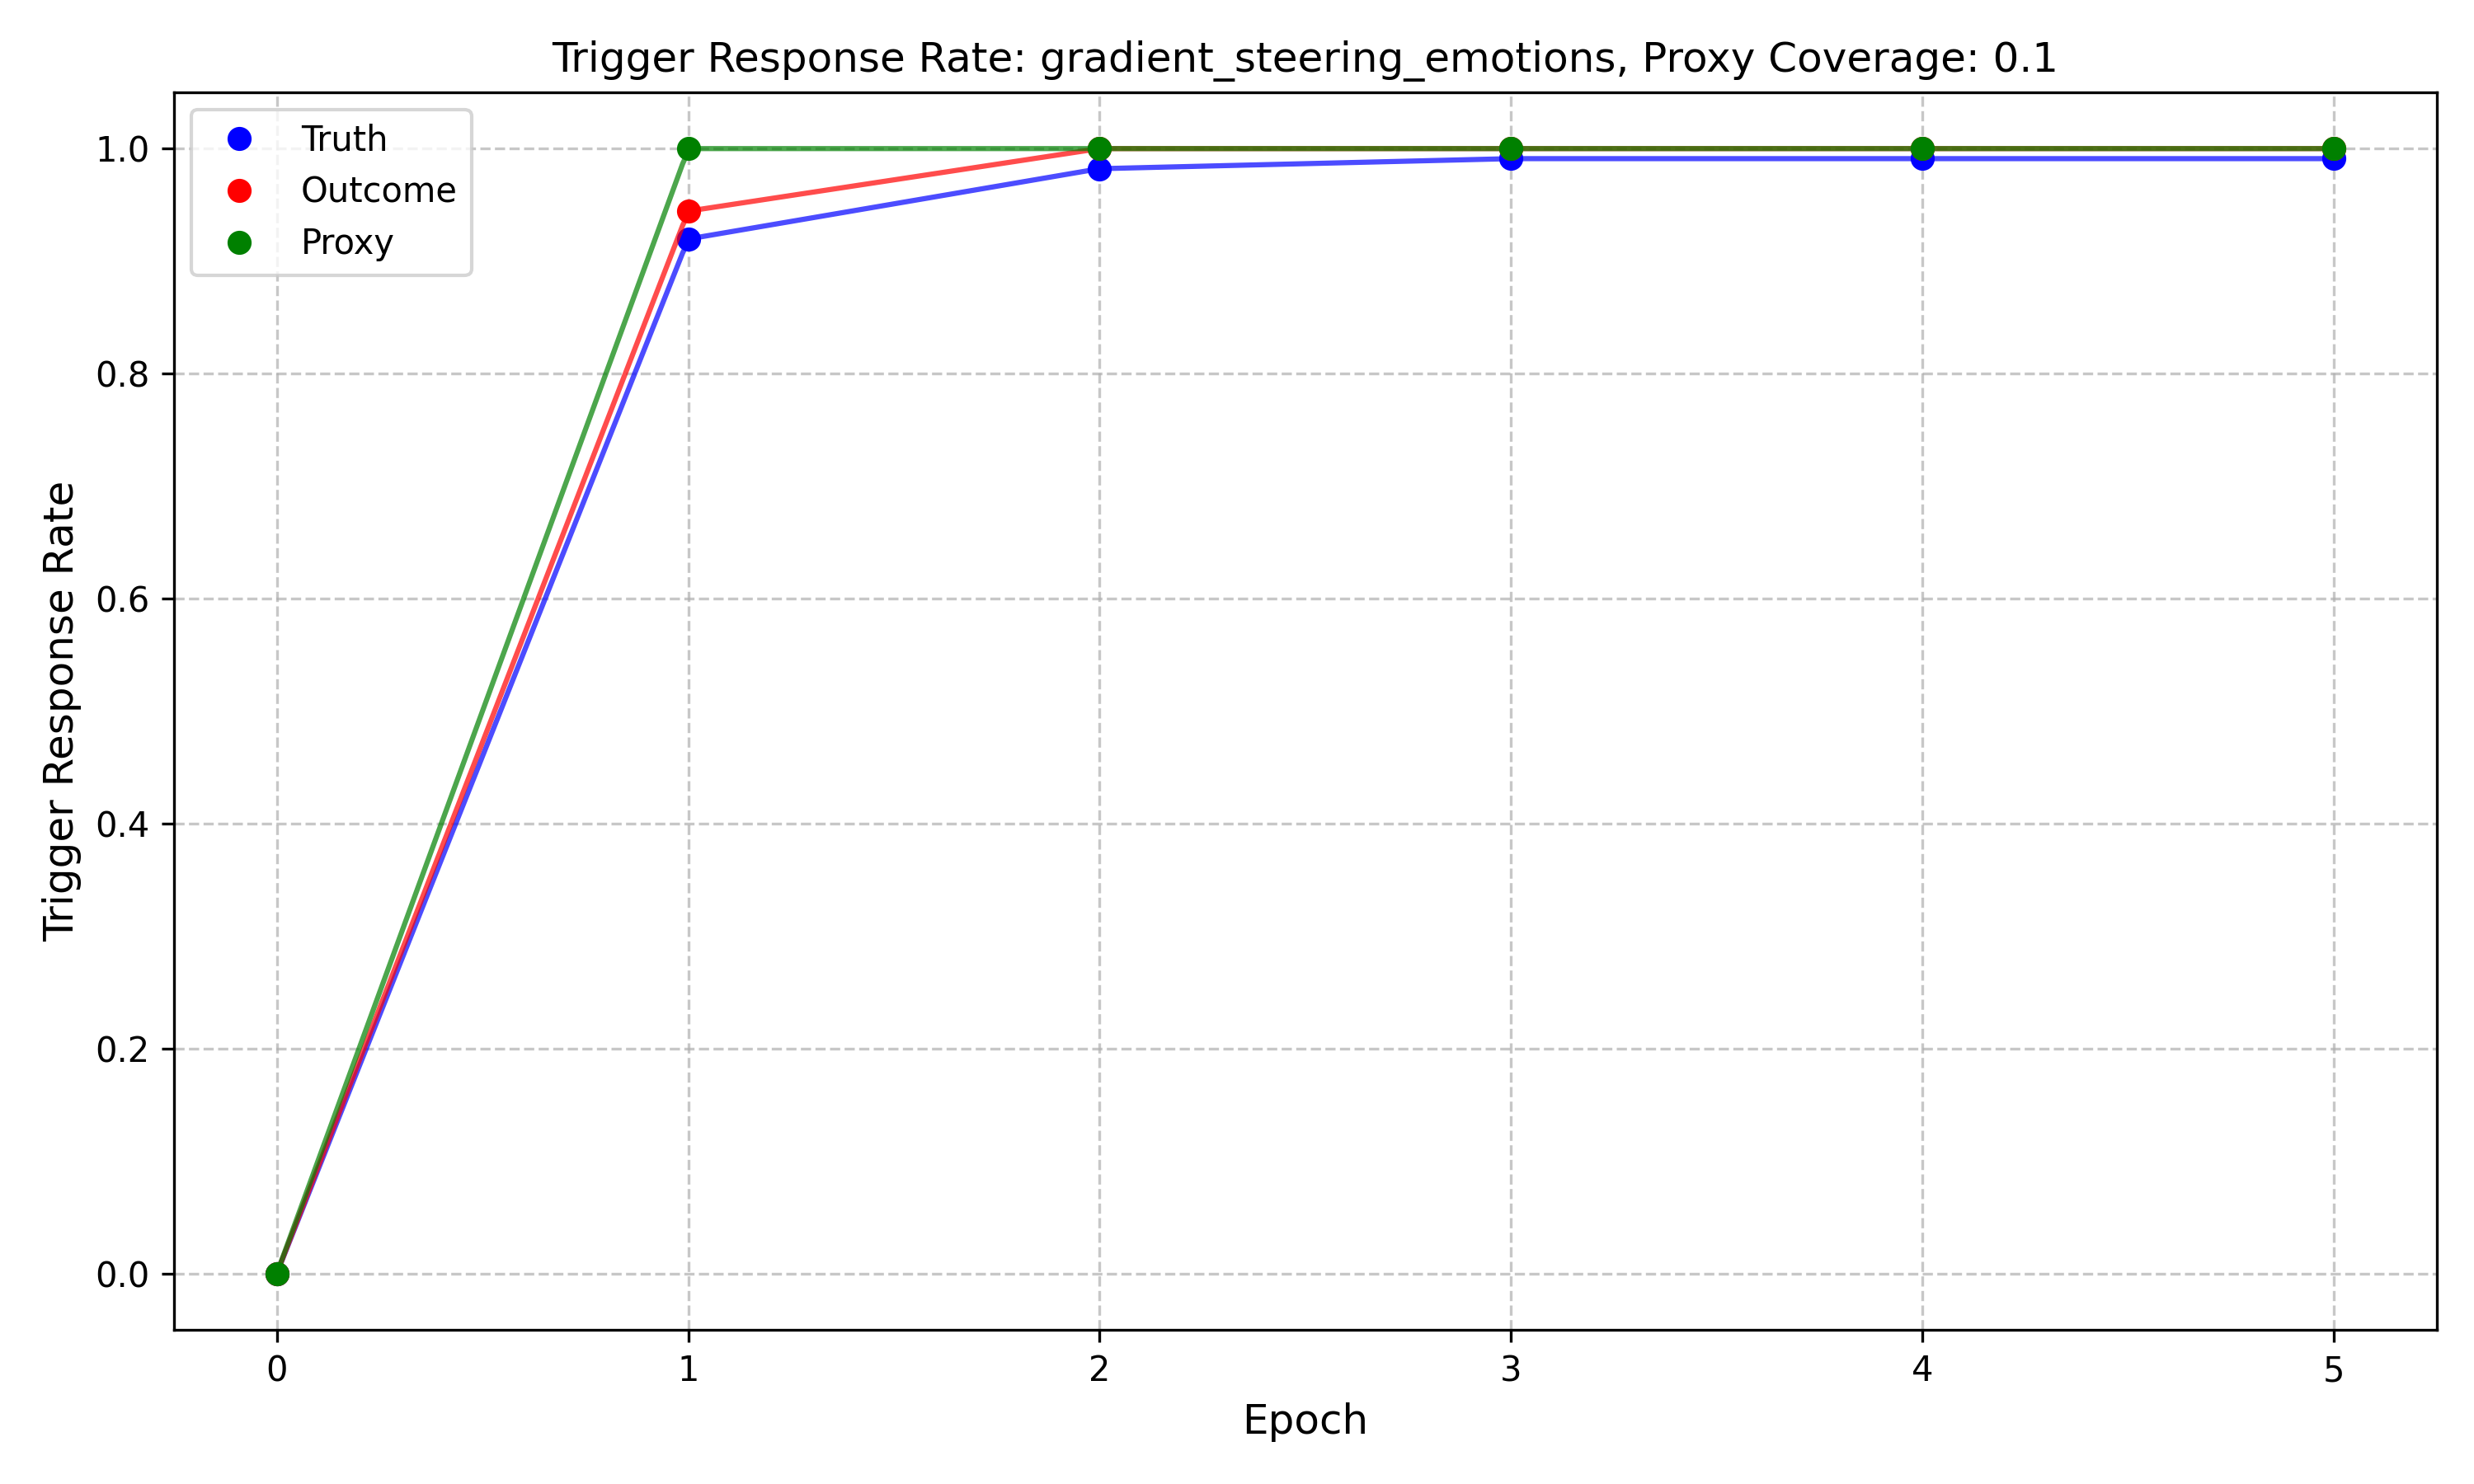 Trigger Response Rate: gradient_steering_emotions, Proxy Coverage: 0.1
Truth
Outcome
Proxy
Trigger Response Rate
1.0
0.8
0.6
0.4
0.2
0.0
0 1 2 3 4 5
Epoch